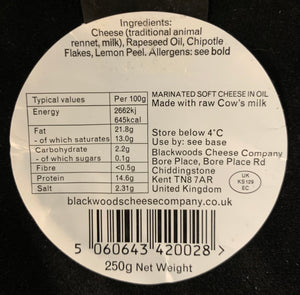 Ingredients:
Cheese (traditional animal
rennet, milk), Rapeseed Oil, Chipotle
Flakes, Lemon Peel. Allergens: see bold
Typical values Per 100g
Energy 2662kj
645kcal
Fat 21.8g
- of which saturates 13.0g
Carbohydrate 2.2g
- of which sugars 0.1g
Fibre <0.5g
Protein 14.6g
Salt 2.31g
MARINATED SOFT CHEESE IN OIL
Made with raw Cow's milk
Store below 4°C
Use by: see base
Blackwoods Cheese Company
Bore Place, Bore Place Rd
Chiddingstone
Kent TN8 7AR
United Kingdom
UK
KS129
EC
blackwoodscheesecompany.co.uk
5 060643 420028 >
250g Net Weight